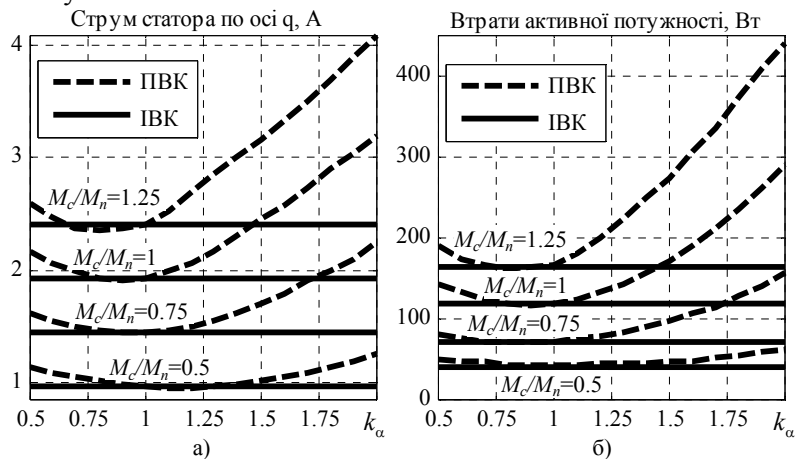 Струм статора по осі q, А
4
3
2
1
ПВК
ІВК
Mc/Mn=1.25
Mc/Mn=1
Mc/Mn=0.75
Mc/Mn=0.5
0.5 0.75 1 1.25 1.5 1.75 kα
а)
Втрати активної потужності, Вт
400
300
200
100
0
ПВК
ІВК
Mc/Mn=1.25
Mc/Mn=1
Mc/Mn=0.75
Mc/Mn=0.5
0.5 0.75 1 1.25 1.5 1.75 kα
б)